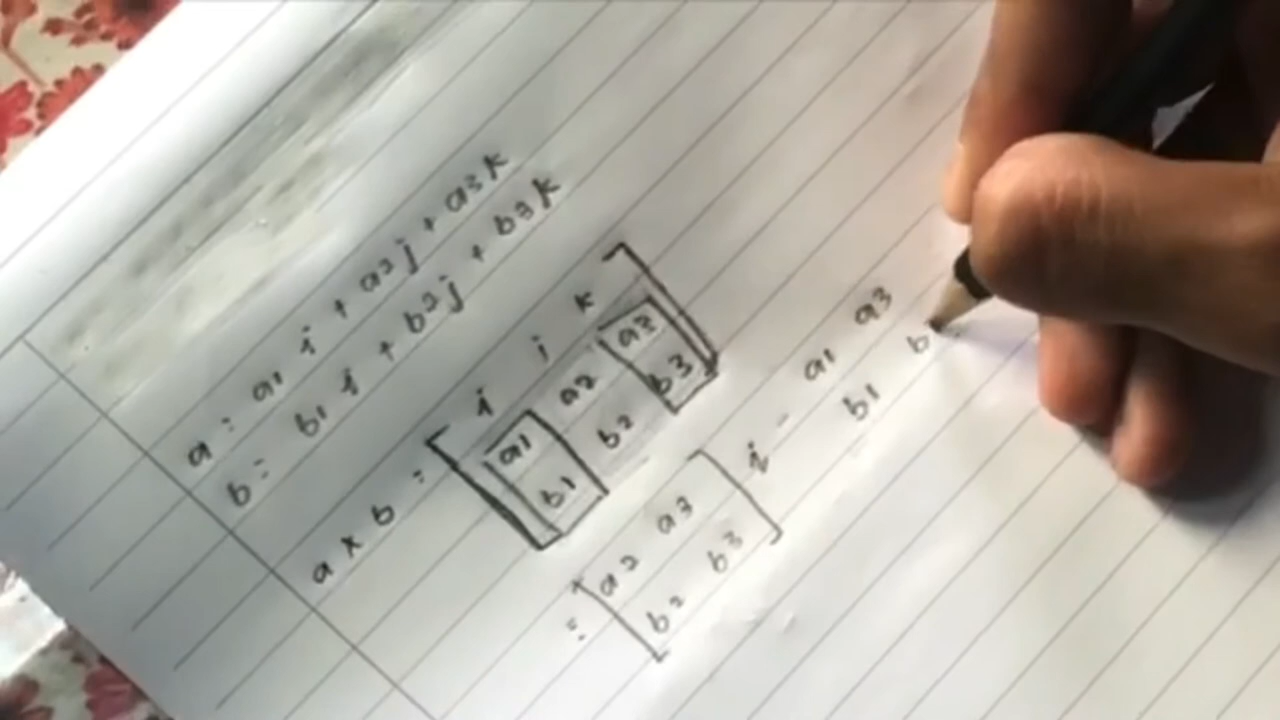 a = a1 i + a2 j + a3 k
b = b1 i + b2 j + b3 k
a x b = [ i j k
a1 a2 a3
b1 b2 b3 ]
= [ a2 a3 ] i - a1 a3
b2 b3 b1 b